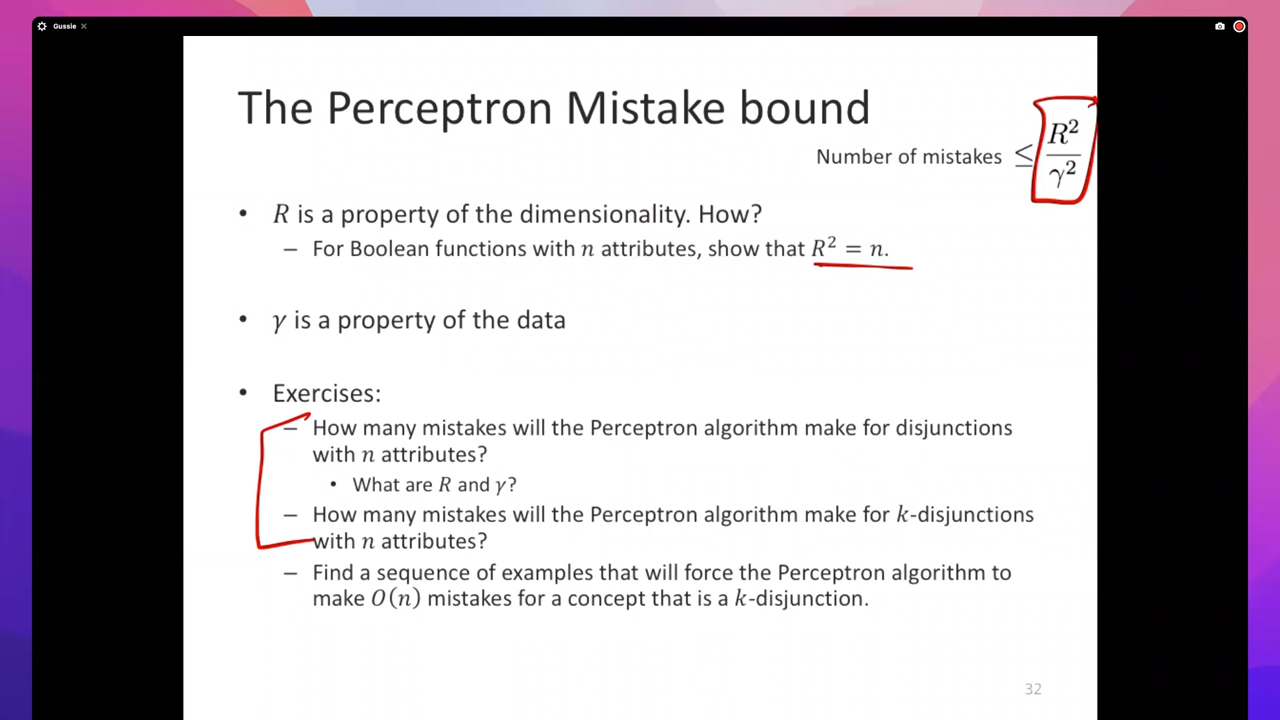 Gussie
The Perceptron Mistake bound
Number of mistakes ≤ R²/γ²
• R is a property of the dimensionality. How?
– For Boolean functions with n attributes, show that R² = n.
• γ is a property of the data
• Exercises:
– How many mistakes will the Perceptron algorithm make for disjunctions
with n attributes?
• What are R and γ?
– How many mistakes will the Perceptron algorithm make for k-disjunctions
with n attributes?
– Find a sequence of examples that will force the Perceptron algorithm to
make O(n) mistakes for a concept that is a k-disjunction.
32